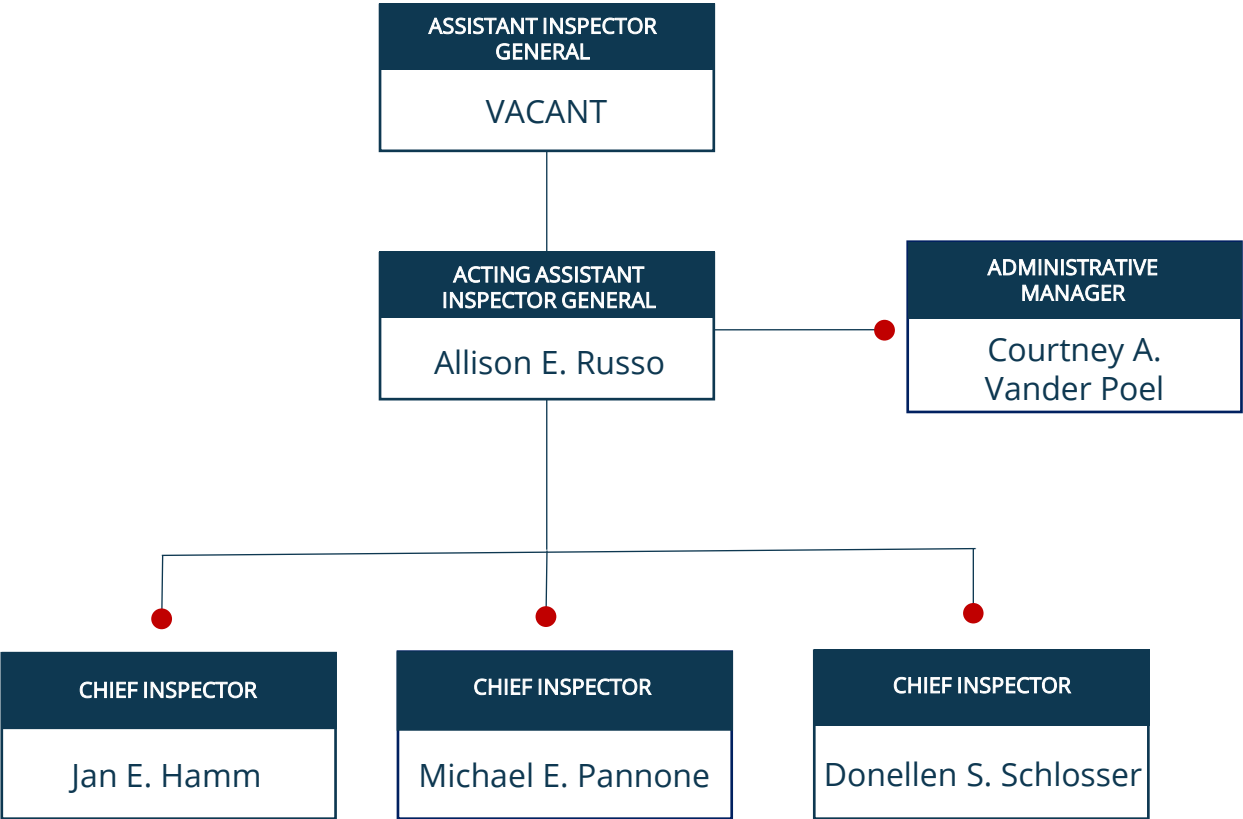 ASSISTANT INSPECTOR
GENERAL
VACANT
ACTING ASSISTANT
INSPECTOR GENERAL
Allison E. Russo
ADMINISTRATIVE
MANAGER
Courtney A.
Vander Poel
CHIEF INSPECTOR
Jan E. Hamm
CHIEF INSPECTOR
Michael E. Pannone
CHIEF INSPECTOR
Donellen S. Schlosser